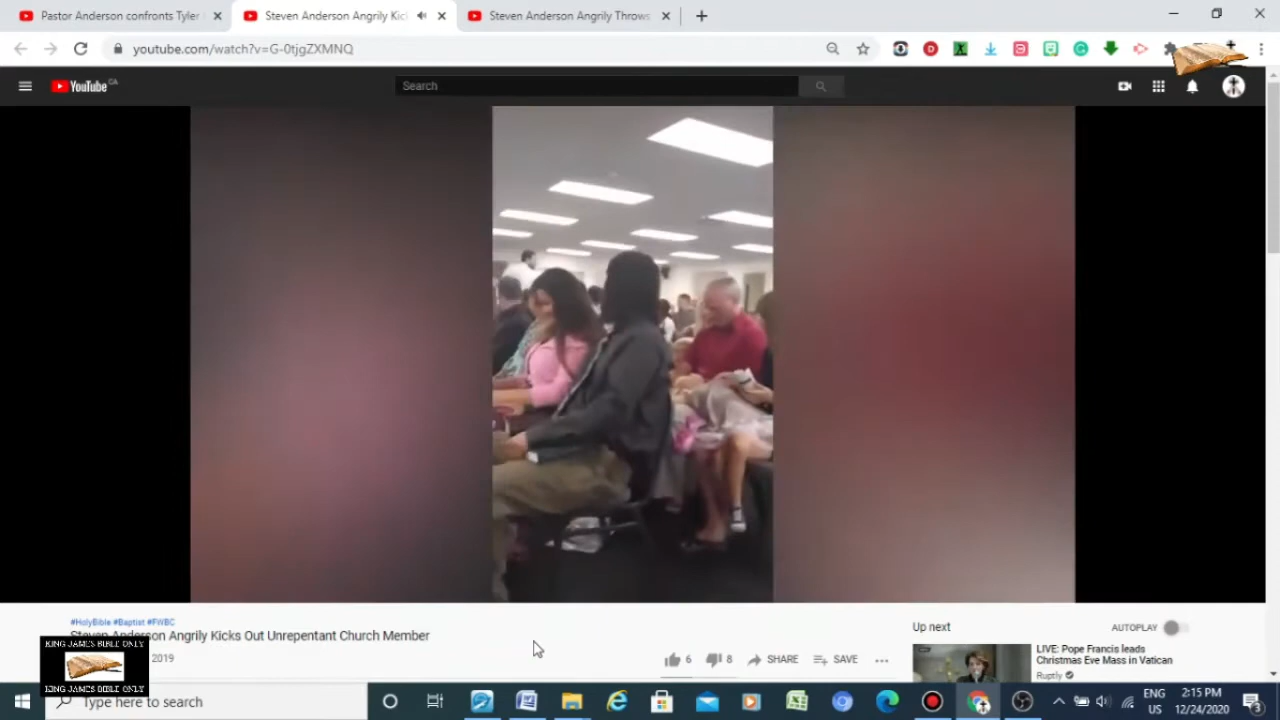 Pastor Anderson confronts Tyler
Steven Anderson Angrily Kic
Steven Anderson Angrily Throws
youtube.com/watch?v=G-0tjgZXMNQ
YouTube CA
Search
#HolyBible #Baptist #FWBC
Steven Anderson Angrily Kicks Out Unrepentant Church Member
2019
6
8
SHARE
SAVE
Up next
AUTOPLAY
LIVE: Pope Francis leads
Christmas Eve Mass in Vatican
Ruptly
KING JAMES BIBLE ONLY
KING JAMES BIBLE ONLY
Type here to search
ENG
US
2:15 PM
12/24/2020
3